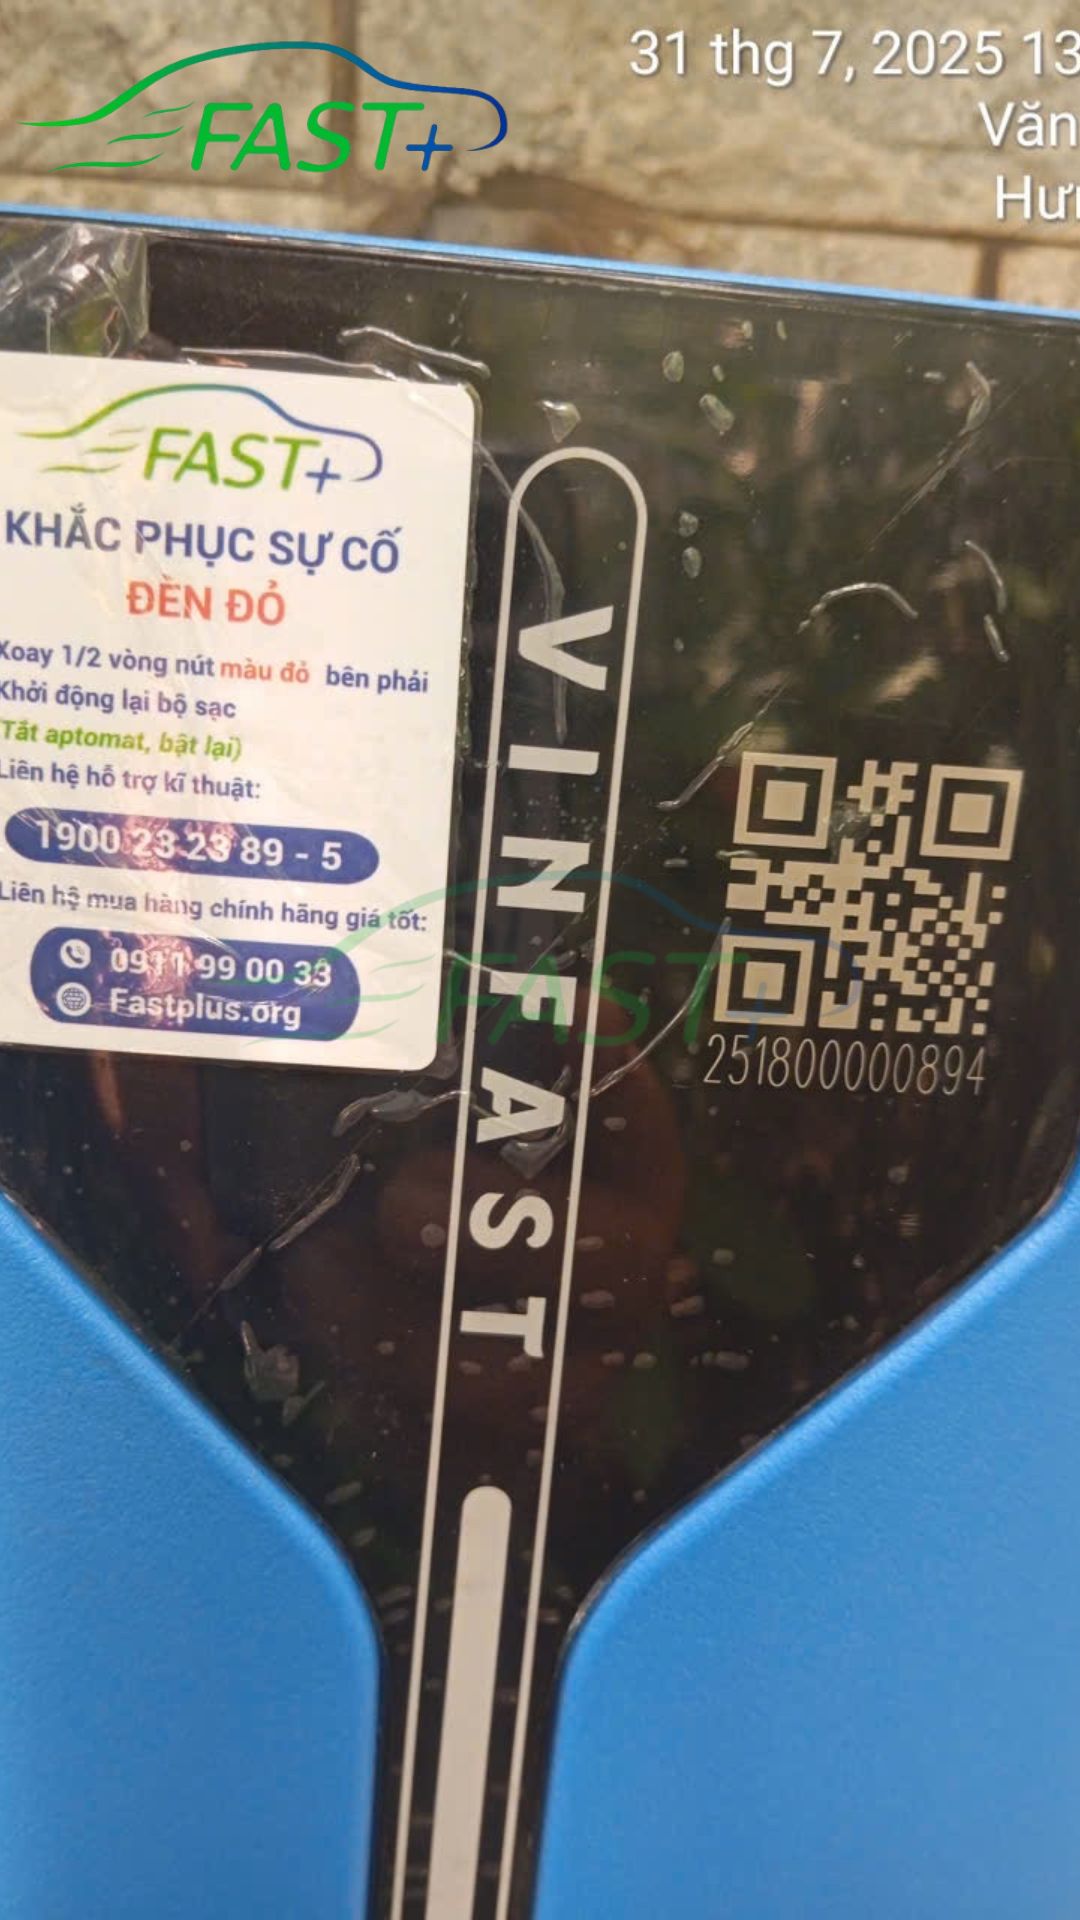 FAST+
31 thg 7, 2025 13
Văn
FAST+
KHẮC PHỤC SỰ CỐ
ĐÈN ĐỎ
Xoay 1/2 vòng nút màu đỏ bên phải
Khởi động lại bộ sạc
(Tắt aptomat, bật lại)
Liên hệ hỗ trợ kĩ thuật:
1900 23 23 89 - 5
Liên hệ mua hàng chính hãng giá tốt:
0911 99 00 33
Fastplus.org
VINFAST
FAST+
251800000894